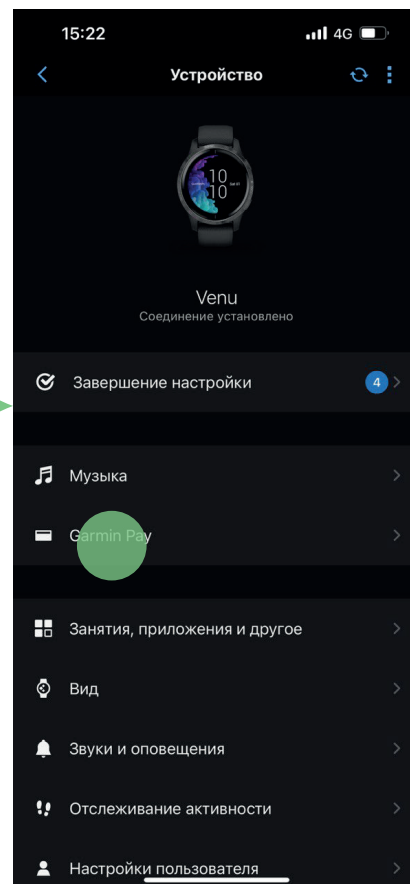 15:22
4G
Устройство
10
10
Venu
Соединение установлено
Завершение настройки
4
Музыка
Garmin Pay
Занятия, приложения и другое
Вид
Звуки и оповещения
Отслеживание активности
Настройки пользователя